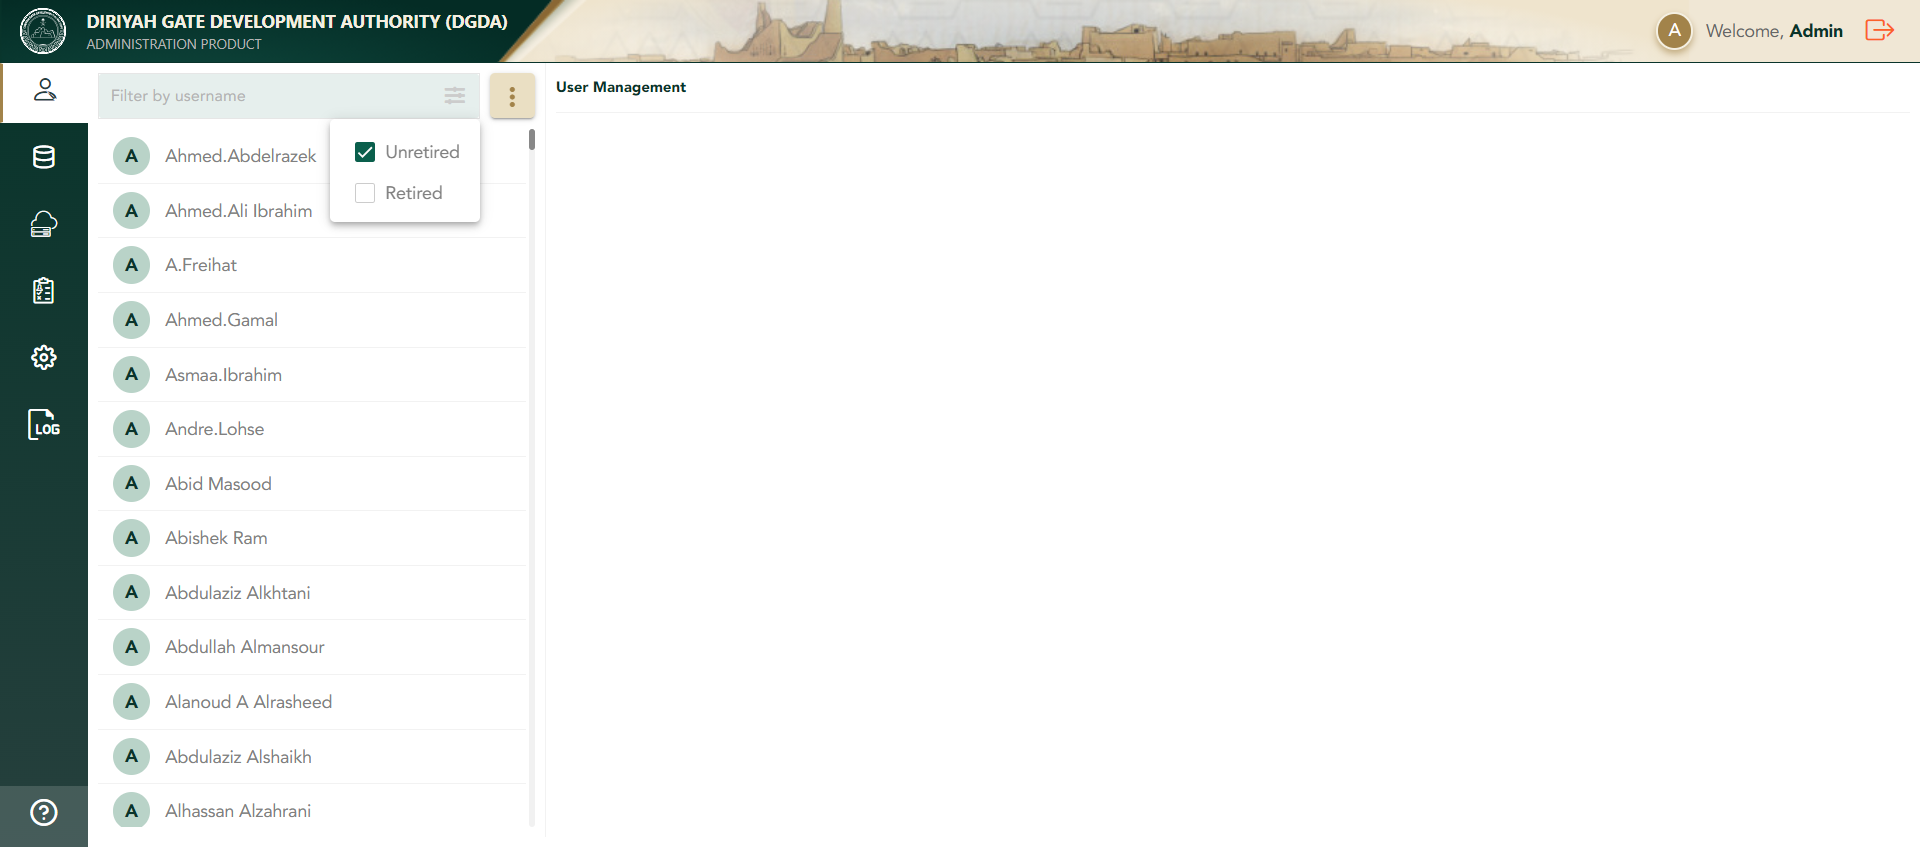 DIRIYAH GATE DEVELOPMENT AUTHORITY (DGDA)
ADMINISTRATION PRODUCT
A Welcome, Admin
Filter by username
User Management
Unretired
Retired
A Ahmed.Abdelrazek
A Ahmed.Ali Ibrahim
A A.Freihat
A Ahmed.Gamal
A Asmaa.Ibrahim
A Andre.Lohse
A Abid Masood
A Abishek Ram
A Abdulaziz Alkhtani
A Abdullah Almansour
A Alanoud A Alrasheed
A Abdulaziz Alshaikh
A Alhassan Alzahrani
LOG
?